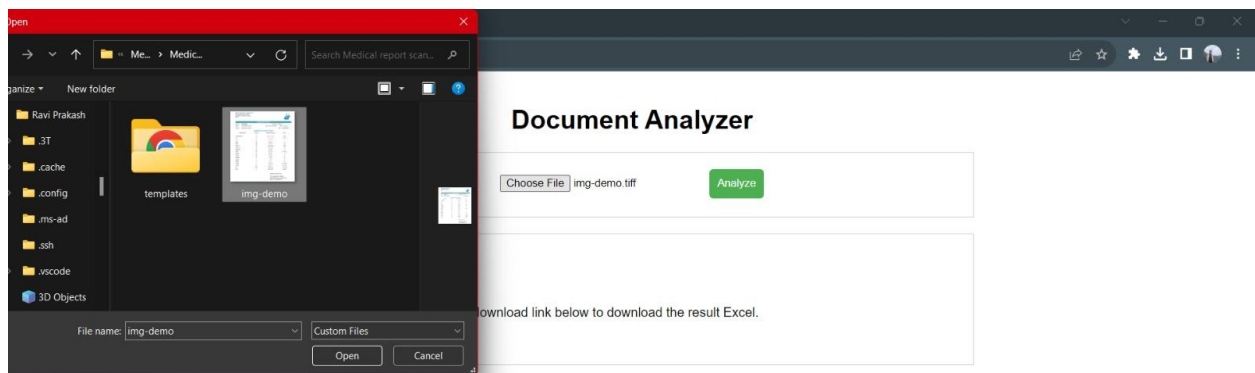 Open
« Me... › Medic...
Search Medical report scan...
New folder
Ravi Prakash
.3T
.cache
.config
.ms-ad
.ssh
.vscode
3D Objects
templates
img-demo
File name: img-demo
Custom Files
Open
Cancel
Document Analyzer
Choose File img-demo.tiff
Analyze
download link below to download the result Excel.